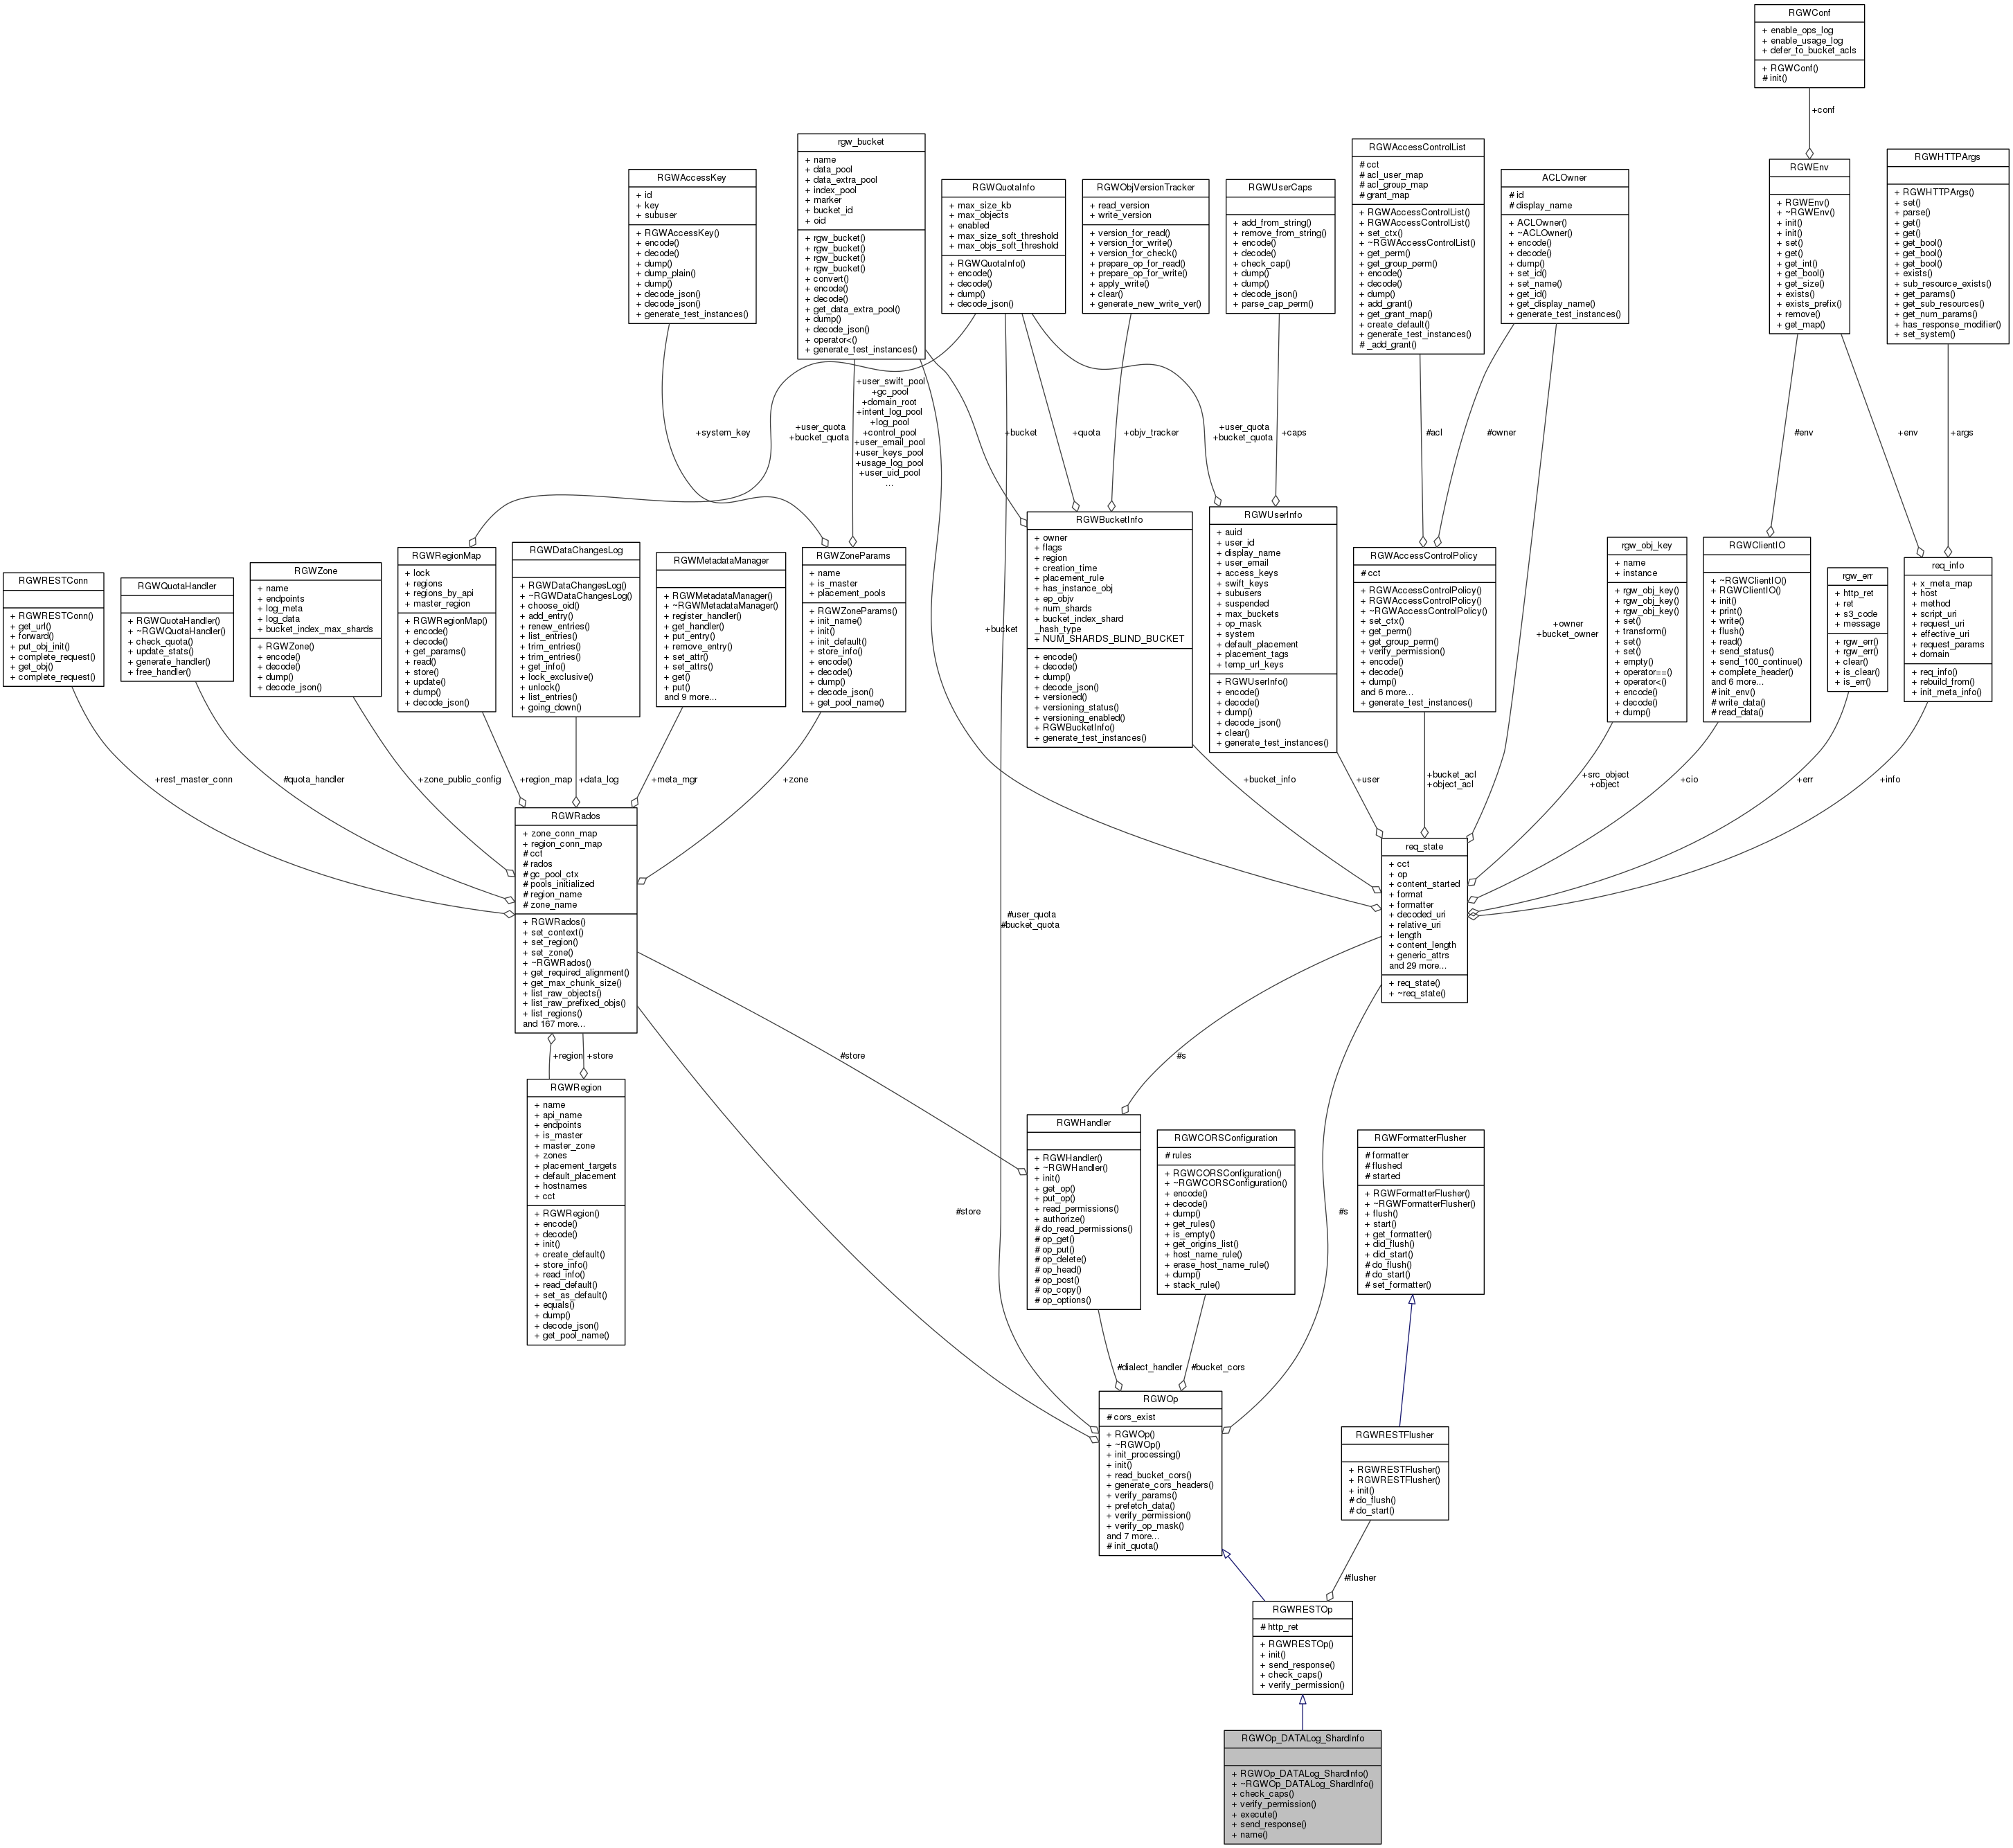 RGWConf
+ enable_ops_log
+ enable_usage_log
+ defer_to_bucket_acls
+ RGWConf()
# init()
+conf
rgw_bucket
+ name
+ data_pool
+ data_extra_pool
+ index_pool
+ marker
+ bucket_id
+ oid
+ rgw_bucket()
+ rgw_bucket()
+ rgw_bucket()
+ rgw_bucket()
+ convert()
+ encode()
+ decode()
+ get_data_extra_pool()
+ dump()
+ decode_json()
+ operator<()
+ generate_test_instances()
RGWAccessControlList
# cct
# acl_user_map
# acl_group_map
# grant_map
+ RGWAccessControlList()
+ RGWAccessControlList()
+ set_ctx()
+ ~RGWAccessControlList()
+ get_perm()
+ get_group_perm()
+ encode()
+ decode()
+ dump()
+ add_grant()
+ get_grant_map()
+ create_default()
+ generate_test_instances()
# _add_grant()
RGWHTTPArgs
+ RGWHTTPArgs()
+ set()
+ parse()
+ get()
+ get()
+ get_bool()
+ get_bool()
+ get_bool()
+ exists()
+ sub_resource_exists()
+ get_params()
+ get_sub_resources()
+ get_num_params()
+ has_response_modifier()
+ set_system()
RGWEnv
+ RGWEnv()
+ ~RGWEnv()
+ init()
+ init()
+ set()
+ get()
+ get_int()
+ get_bool()
+ get_size()
+ exists()
+ exists_prefix()
+ remove()
+ get_map()
RGWAccessKey
+ id
+ key
+ subuser
+ RGWAccessKey()
+ encode()
+ decode()
+ dump()
+ dump_plain()
+ dump()
+ decode_json()
+ decode_json()
+ generate_test_instances()
ACLOwner
# id
# display_name
+ ACLOwner()
+ ~ACLOwner()
+ encode()
+ decode()
+ dump()
+ set_id()
+ set_name()
+ get_id()
+ get_display_name()
+ generate_test_instances()
RGWQuotaInfo
+ max_size_kb
+ max_objects
+ enabled
+ max_size_soft_threshold
+ max_objs_soft_threshold
+ RGWQuotaInfo()
+ encode()
+ decode()
+ dump()
+ decode_json()
RGWObjVersionTracker
+ read_version
+ write_version
+ version_for_read()
+ version_for_write()
+ version_for_check()
+ prepare_op_for_read()
+ prepare_op_for_write()
+ apply_write()
+ clear()
+ generate_new_write_ver()
RGWUserCaps
+ add_from_string()
+ remove_from_string()
+ encode()
+ decode()
+ check_cap()
+ dump()
+ dump()
+ decode_json()
+ parse_cap_perm()
+system_key
+user_quota
+bucket_quota
+user_swift_pool
+gc_pool
+domain_root
+intent_log_pool
+log_pool
+control_pool
+user_email_pool
+user_keys_pool
+usage_log_pool
+user_uid_pool
...
+bucket
+quota
+objv_tracker
+user_quota
+bucket_quota
+caps
#acl
#owner
#env
+env
+args
RGWRESTConn
+ RGWRESTConn()
+ get_url()
+ forward()
+ put_obj_init()
+ complete_request()
+ get_obj()
+ complete_request()
RGWQuotaHandler
+ RGWQuotaHandler()
+ ~RGWQuotaHandler()
+ check_quota()
+ update_stats()
+ generate_handler()
+ free_handler()
RGWZone
+ name
+ endpoints
+ log_meta
+ log_data
+ bucket_index_max_shards
+ RGWZone()
+ encode()
+ decode()
+ dump()
+ decode_json()
RGWRegionMap
+ lock
+ regions
+ regions_by_api
+ master_region
+ RGWRegionMap()
+ encode()
+ decode()
+ get_params()
+ read()
+ store()
+ update()
+ dump()
+ decode_json()
RGWDataChangesLog
+ RGWDataChangesLog()
+ ~RGWDataChangesLog()
+ choose_oid()
+ add_entry()
+ renew_entries()
+ list_entries()
+ trim_entries()
+ trim_entries()
+ get_info()
+ lock_exclusive()
+ unlock()
+ list_entries()
+ going_down()
RGWMetadataManager
+ RGWMetadataManager()
+ ~RGWMetadataManager()
+ register_handler()
+ get_handler()
+ put_entry()
+ remove_entry()
+ set_attr()
+ set_attrs()
+ get()
+ put()
and 9 more...
RGWZoneParams
+ name
+ is_master
+ placement_pools
+ RGWZoneParams()
+ init_name()
+ init()
+ init_default()
+ store_info()
+ encode()
+ decode()
+ dump()
+ decode_json()
+ get_pool_name()
RGWBucketInfo
+ owner
+ flags
+ region
+ creation_time
+ placement_rule
+ has_instance_obj
+ ep_objv
+ num_shards
+ bucket_index_shard
_hash_type
+ NUM_SHARDS_BLIND_BUCKET
+ encode()
+ decode()
+ dump()
+ decode_json()
+ versioned()
+ versioning_status()
+ versioning_enabled()
+ RGWBucketInfo()
+ generate_test_instances()
RGWUserInfo
+ auid
+ user_id
+ display_name
+ user_email
+ access_keys
+ swift_keys
+ subusers
+ suspended
+ max_buckets
+ op_mask
+ system
+ default_placement
+ placement_tags
+ temp_url_keys
+ RGWUserInfo()
+ encode()
+ decode()
+ dump()
+ decode_json()
+ clear()
+ generate_test_instances()
RGWAccessControlPolicy
# cct
+ RGWAccessControlPolicy()
+ RGWAccessControlPolicy()
+ ~RGWAccessControlPolicy()
+ set_ctx()
+ get_perm()
+ get_group_perm()
+ verify_permission()
+ encode()
+ decode()
+ dump()
and 6 more...
+ generate_test_instances()
rgw_obj_key
+ name
+ instance
+ rgw_obj_key()
+ rgw_obj_key()
+ rgw_obj_key()
+ set()
+ transform()
+ set()
+ set()
+ empty()
+ operator==()
+ operator<()
+ encode()
+ decode()
+ dump()
RGWClientIO
+ ~RGWClientIO()
+ RGWClientIO()
+ init()
+ print()
+ write()
+ flush()
+ read()
+ send_status()
+ send_100_continue()
+ complete_header()
and 6 more...
# init_env()
# write_data()
# read_data()
rgw_err
+ http_ret
+ ret
+ s3_code
+ message
+ rgw_err()
+ rgw_err()
+ clear()
+ is_clear()
+ is_err()
req_info
+ x_meta_map
+ host
+ method
+ script_uri
+ request_uri
+ effective_uri
+ request_params
+ domain
+ req_info()
+ rebuild_from()
+ init_meta_info()
+bucket
+owner
+bucket_owner
+rest_master_conn
#quota_handler
+zone_public_config
+region_map
+data_log
+meta_mgr
+zone
+bucket_info
+user
+bucket_acl
+object_acl
+src_object
+object
+cio
+err
+info
RGWRados
+ zone_conn_map
+ region_conn_map
# cct
# rados
# gc_pool_ctx
# pools_initialized
# region_name
# zone_name
+ RGWRados()
+ set_context()
+ set_region()
+ set_zone()
+ ~RGWRados()
+ get_required_alignment()
+ get_max_chunk_size()
+ list_raw_objects()
+ list_raw_prefixed_objs()
+ list_regions()
and 167 more...
req_state
+ cct
+ op
+ content_started
+ format
+ formatter
+ decoded_uri
+ relative_uri
+ length
+ content_length
+ generic_attrs
and 29 more...
+ req_state()
+ ~req_state()
#user_quota
#bucket_quota
+region
+store
#store
#s
RGWRegion
+ name
+ api_name
+ endpoints
+ is_master
+ master_zone
+ zones
+ placement_targets
+ default_placement
+ hostnames
+ cct
+ RGWRegion()
+ encode()
+ decode()
+ init()
+ create_default()
+ store_info()
+ read_info()
+ read_default()
+ set_as_default()
+ equals()
+ dump()
+ decode_json()
+ get_pool_name()
#store
RGWHandler
+ RGWHandler()
+ ~RGWHandler()
+ init()
+ get_op()
+ put_op()
+ read_permissions()
+ authorize()
# do_read_permissions()
# op_get()
# op_put()
# op_delete()
# op_head()
# op_post()
# op_copy()
# op_options()
RGWCORSConfiguration
# rules
+ RGWCORSConfiguration()
+ ~RGWCORSConfiguration()
+ encode()
+ decode()
+ dump()
+ get_rules()
+ is_empty()
+ get_origins_list()
+ host_name_rule()
+ erase_host_name_rule()
+ dump()
+ stack_rule()
#s
RGWFormatterFlusher
# formatter
# flushed
# started
+ RGWFormatterFlusher()
+ ~RGWFormatterFlusher()
+ flush()
+ start()
+ get_formatter()
+ did_flush()
+ did_start()
# do_flush()
# do_start()
# set_formatter()
#dialect_handler
#bucket_cors
RGWOp
# cors_exist
+ RGWOp()
+ ~RGWOp()
+ init_processing()
+ init()
+ read_bucket_cors()
+ generate_cors_headers()
+ verify_params()
+ prefetch_data()
+ verify_permission()
+ verify_op_mask()
and 7 more...
# init_quota()
RGWRESTFlusher
+ RGWRESTFlusher()
+ RGWRESTFlusher()
+ init()
# do_flush()
# do_start()
#flusher
RGWRESTOp
# http_ret
+ RGWRESTOp()
+ init()
+ send_response()
+ check_caps()
+ verify_permission()
RGWOp_DATALog_ShardInfo
+ RGWOp_DATALog_ShardInfo()
+ ~RGWOp_DATALog_ShardInfo()
+ check_caps()
+ verify_permission()
+ execute()
+ send_response()
+ name()